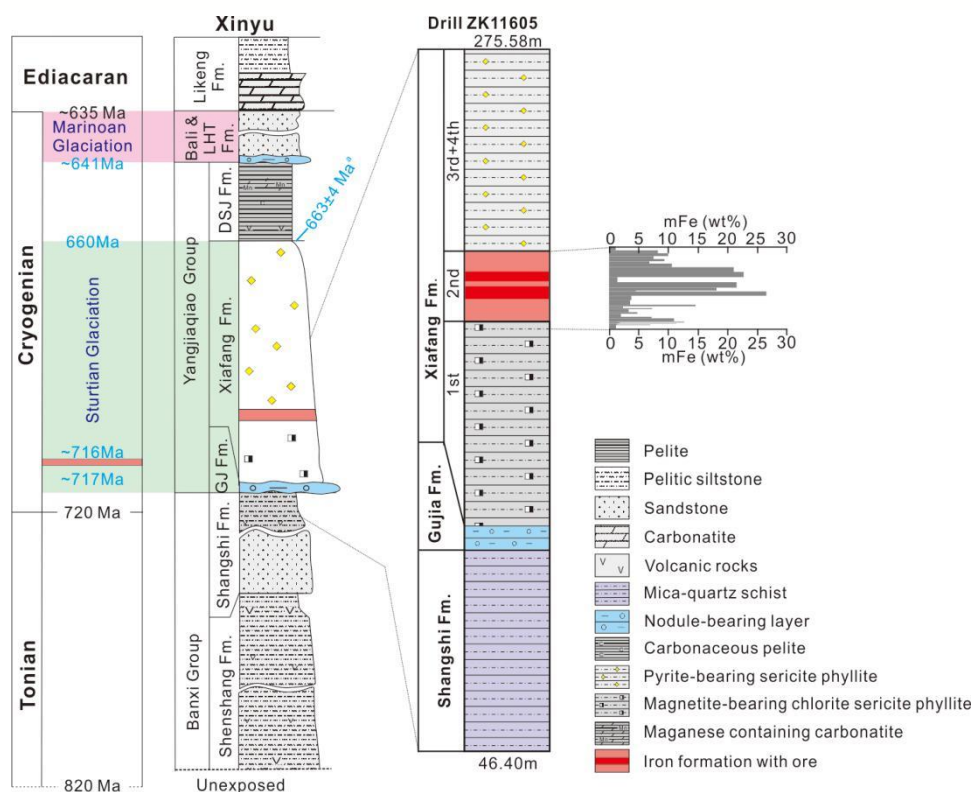 Xinyu
Drill ZK11605
275.58m
Ediacaran
~635 Ma
Marinoan
Glaciation
~641Ma
660Ma
Cryogenian
Sturtian Glaciation
~716Ma
~717Ma
720 Ma
Tonian
820 Ma
Likeng
Fm.
Bali &
LHT
Fm.
DSJ Fm.
663±4 Ma a
Yangjiaqiao Group
Xiafang Fm.
GJ Fm.
Shangshi Fm.
Banxi Group
Shenshang Fm.
Unexposed
Xiafang Fm.
3rd+4th
2nd
1st
Gujia Fm.
Shangshi Fm.
46.40m
mFe (wt%)
0 5 10 15 20 25 30
0 5 10 15 20 25 30
mFe (wt%)
Pelite
Pelitic siltstone
Sandstone
Carbonatite
Volcanic rocks
Mica-quartz schist
Nodule-bearing layer
Carbonaceous pelite
Pyrite-bearing sericite phyllite
Magnetite-bearing chlorite sericite phyllite
Maganese containing carbonatite
Iron formation with ore